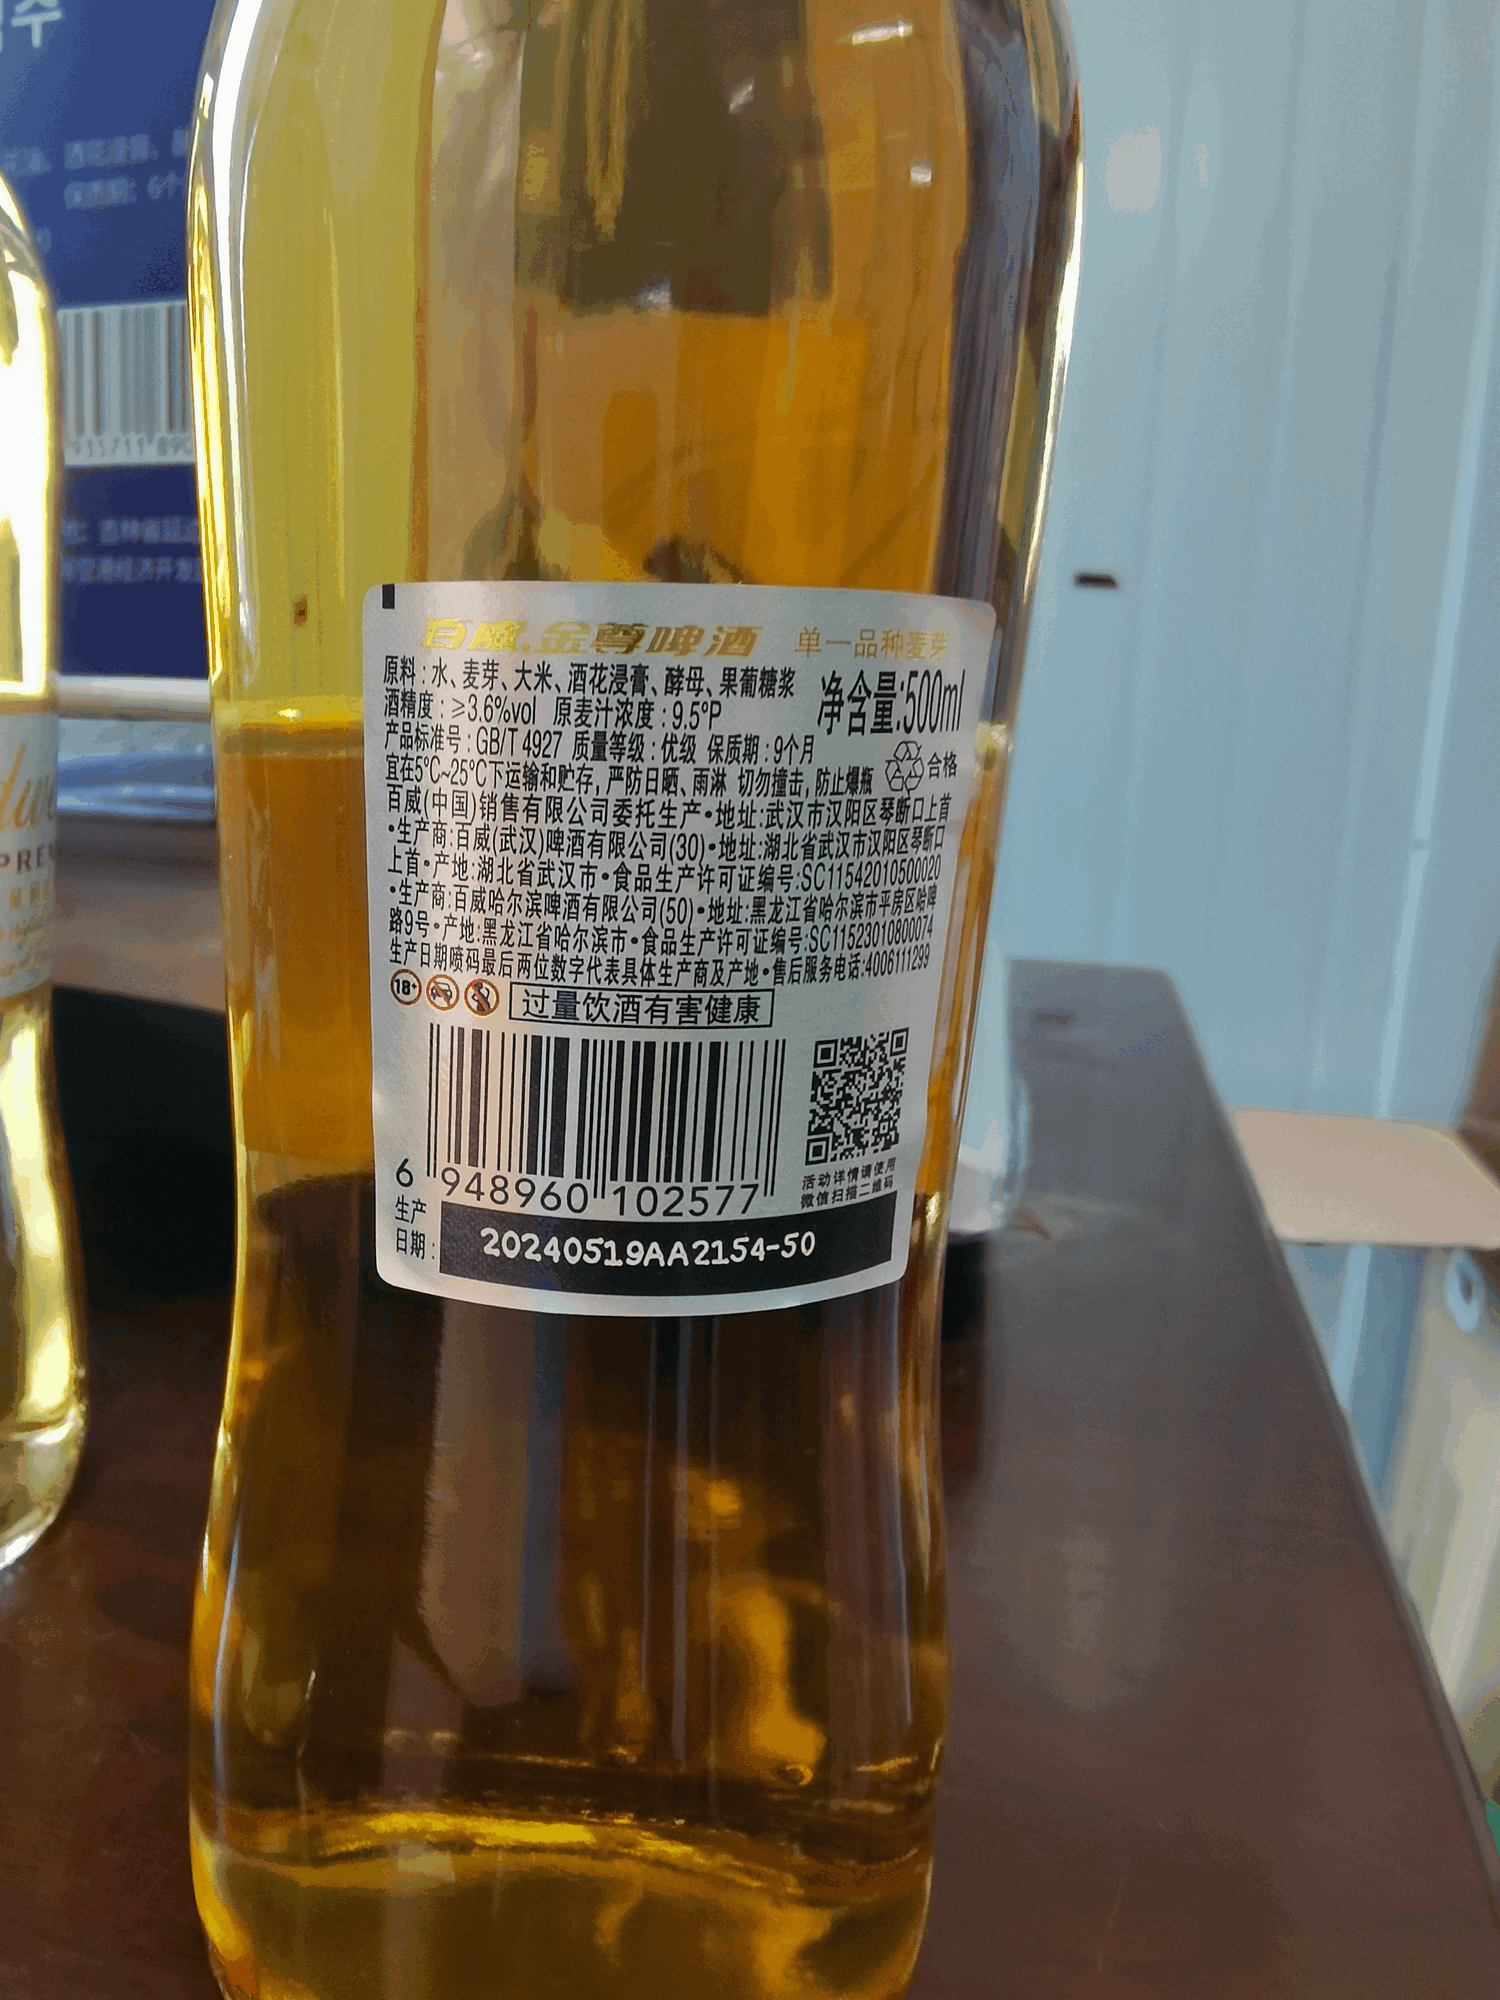 百威.金尊啤酒 单一品种麦芽
原料:水、麦芽、大米、酒花浸膏、酵母、果葡糖浆
净含量:500ml
酒精度:≥3.6%vol 原麦汁浓度:9.5°P
产品标准号:GB/T 4927 质量等级:优级 保质期:9个月
宜在5°C~25°C下运输和贮存,严防日晒、雨淋 切勿撞击,防止爆瓶
合格
百威(中国)销售有限公司委托生产•地址:武汉市汉阳区琴断口上首
•生产商:百威(武汉)啤酒有限公司(30)•地址:湖北省武汉市汉阳区琴断口
上首•产地:湖北省武汉市•食品生产许可证编号:SC11542010500020
•生产商:百威哈尔滨啤酒有限公司(50)•地址:黑龙江省哈尔滨市平房区哈啤
路9号•产地:黑龙江省哈尔滨市•食品生产许可证编号:SC11523010800074
生产日期喷码最后两位数字代表具体生产商及产地•售后服务电话:4006111299
18+
过量饮酒有害健康
6 948960 102577
活动详情请使用
微信扫描二维码
生产
日期:
20240519AA2154-50